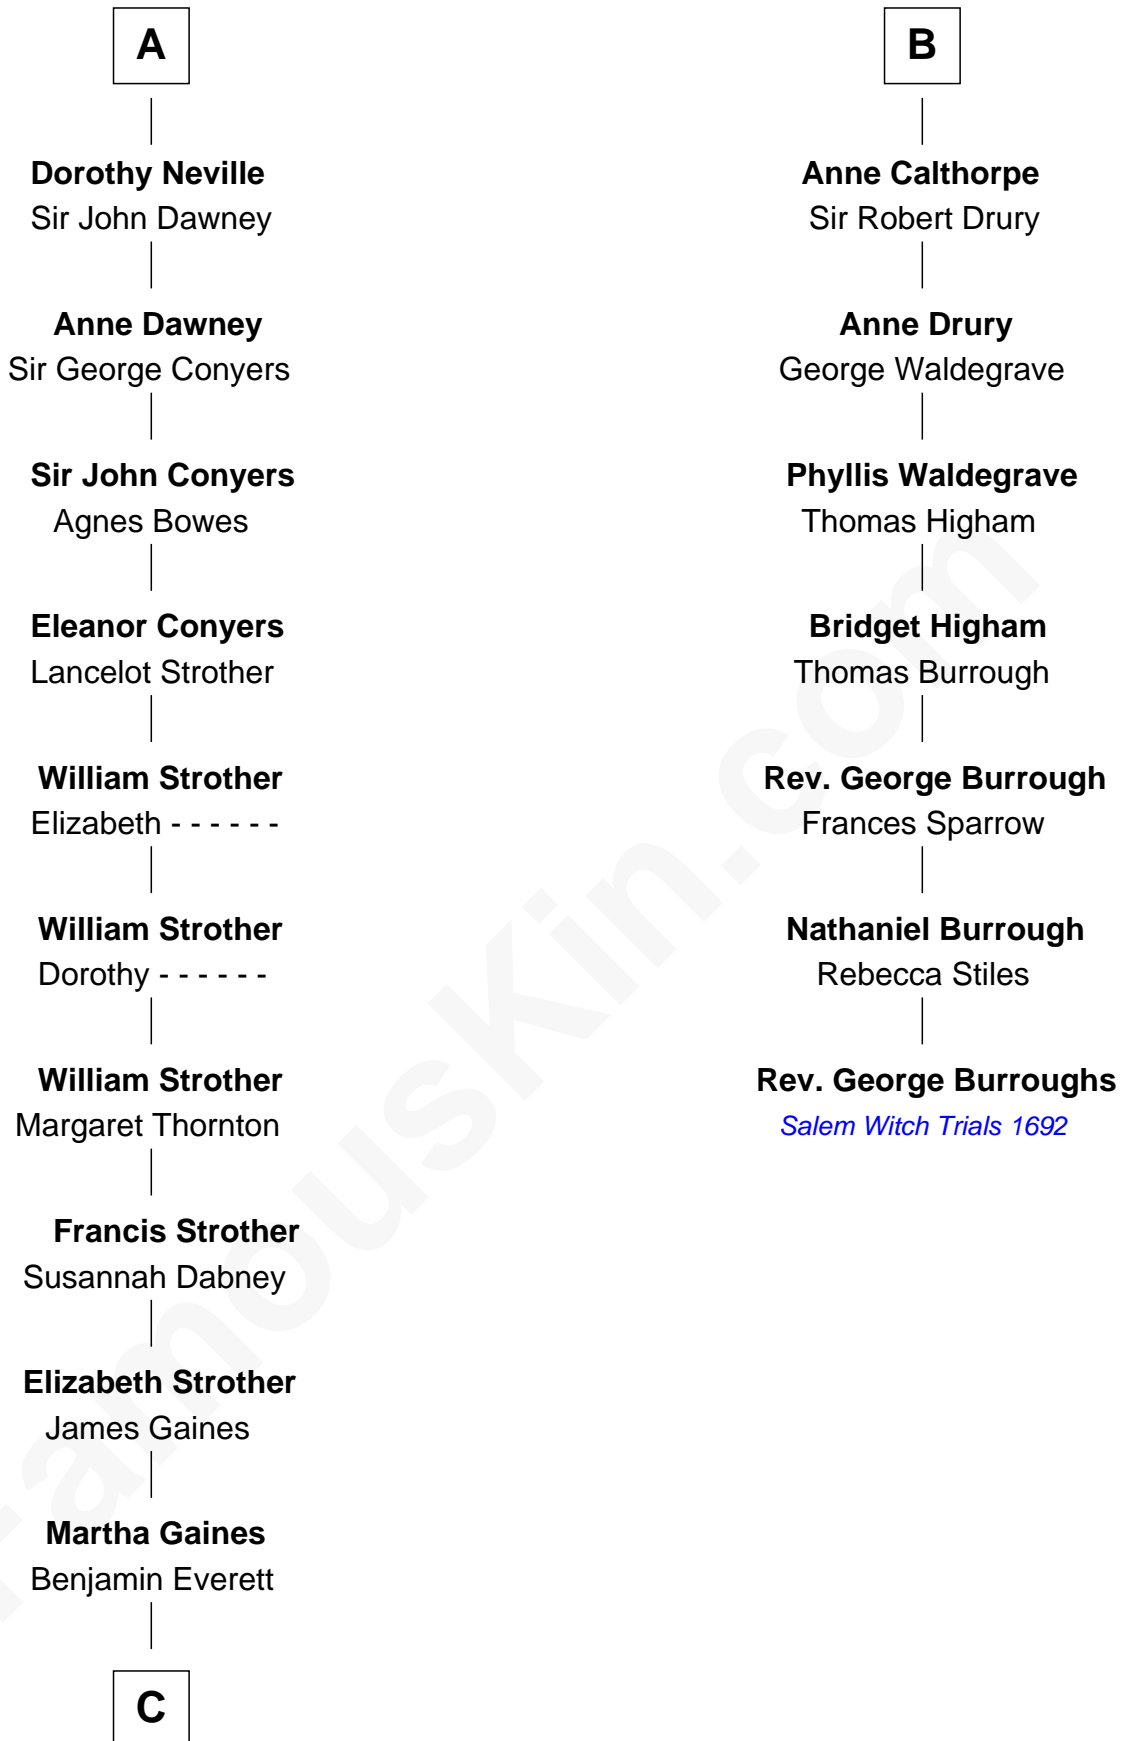 A
Dorothy Neville
Sir John Dawney
Anne Dawney
Sir George Conyers
Sir John Conyers
Agnes Bowes
Eleanor Conyers
Lancelot Strother
William Strother
Elizabeth - - - - - -
William Strother
Dorothy - - - - - -
William Strother
Margaret Thornton
Francis Strother
Susannah Dabney
Elizabeth Strother
James Gaines
Martha Gaines
Benjamin Everett
C
B
Anne Calthorpe
Sir Robert Drury
Anne Drury
George Waldegrave
Phyllis Waldegrave
Thomas Higham
Bridget Higham
Thomas Burrough
Rev. George Burrough
Frances Sparrow
Nathaniel Burrough
Rebecca Stiles
Rev. George Burroughs
Salem Witch Trials 1692
FamousKin.com